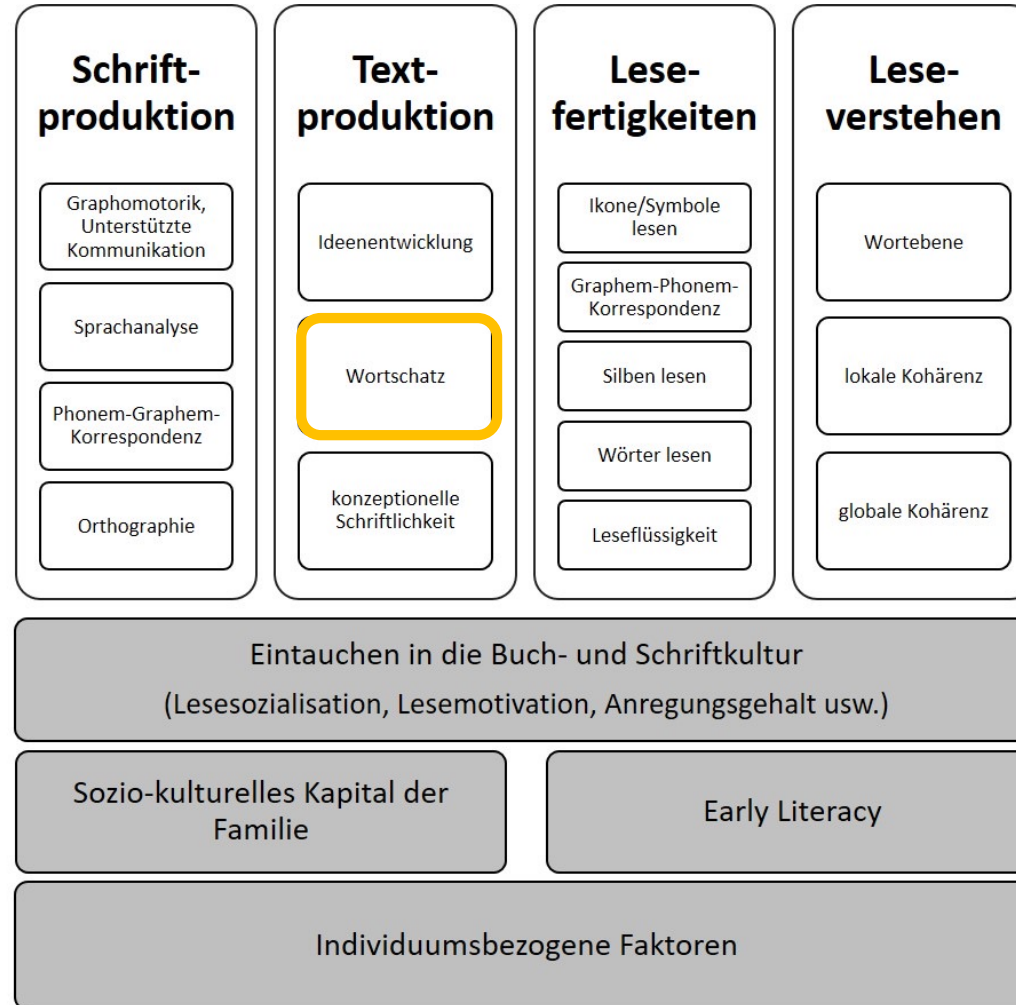 Schrift-
produktion
Graphomotorik,
Unterstützte
Kommunikation
Sprachanalyse
Phonem-Graphem-
Korrespondenz
Orthographie
Text-
produktion
Ideenentwicklung
Wortschatz
konzeptionelle
Schriftlichkeit
Lese-
fertigkeiten
Ikone/Symbole
lesen
Graphem-Phonem-
Korrespondenz
Silben lesen
Wörter lesen
Leseflüssigkeit
Lese-
verstehen
Wortebene
lokale Kohärenz
globale Kohärenz
Eintauchen in die Buch- und Schriftkultur
(Lesesozialisation, Lesemotivation, Anregungsgehalt usw.)
Sozio-kulturelles Kapital der
Familie
Early Literacy
Individuumsbezogene Faktoren